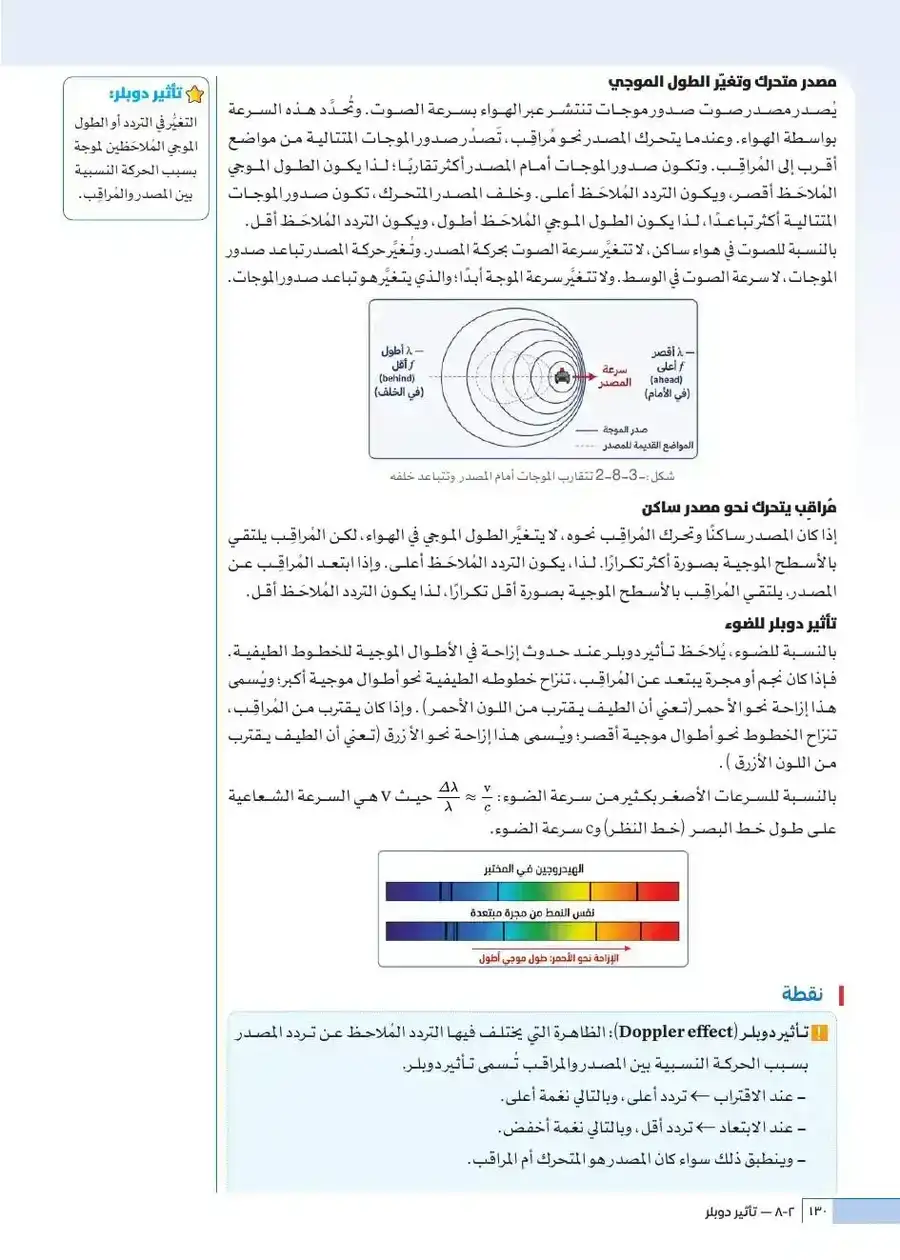 مصدر متحرك وتغيّر الطول الموجي
يُصدر مصدر صوت صدور موجات تنتشر عبر الهواء بسرعة الصوت. وتُحدَّد هذه السرعة
بواسطة الهواء. وعندما يتحرك المصدر نحو مُراقِب، تَصدُر صدور الموجات المتتالية من مواضع
أقرب إلى المُراقِب. وتكون صدور الموجات أمام المصدر أكثر تقاربًا؛ لذا يكون الطول الموجي
المُلاحَظ أقصر، ويكون التردد المُلاحَظ أعلى. وخلف المصدر المتحرك، تكون صدور الموجات
المتتالية أكثر تباعدًا، لذا يكون الطول الموجي المُلاحَظ أطول، ويكون التردد المُلاحَظ أقل.
بالنسبة للصوت في هواء ساكن، لا تتغيَّر سرعة الصوت بحركة المصدر. وتُغيَّر حركة المصدر تباعد صدور
الموجات، لا سرعة الصوت في الوسط. ولا تتغيَّر سرعة الموجة أبدًا؛ والذي يتغيَّر هو تباعد صدور الموجات.
تأثير دوبلر:
التغيُّر في التردد أو الطول
الموجي المُلاحَظين لموجة
بسبب الحركة النسبية
بين المصدر والمُراقِب.
— λ أقصر
f أعلى
(ahead)
(في الأمام)
سرعة
المصدر
— λ أطول
f أقل
(behind)
(في الخلف)
صدر الموجة
المواضع القديمة للمصدر
شكل:-3-8-2 تتقارب الموجات أمام المصدر وتتباعد خلفه
مُراقِب يتحرك نحو مصدر ساكن
إذا كان المصدر ساكنًا وتحرك المُراقِب نحوه، لا يتغيَّر الطول الموجي في الهواء، لكن المُراقِب يلتقي
بالأسطح الموجية بصورة أكثر تكرارًا. لذا، يكون التردد المُلاحَظ أعلى. وإذا ابتعد المُراقِب عن
المصدر، يلتقي المُراقِب بالأسطح الموجية بصورة أقل تكرارًا، لذا يكون التردد المُلاحَظ أقل.
تأثير دوبلر للضوء
بالنسبة للضوء، يُلاحَظ تأثير دوبلر عند حدوث إزاحة في الأطوال الموجية للخطوط الطيفية.
فإذا كان نجم أو مجرة يبتعد عن المُراقِب، تنزاح خطوطه الطيفية نحو أطوال موجية أكبر؛ ويُسمى
هذا إزاحة نحو الأحمر (تعني أن الطيف يقترب من اللون الأحمر). وإذا كان يقترب من المُراقِب،
تنزاح الخطوط نحو أطوال موجية أقصر؛ ويُسمى هذا إزاحة نحو الأزرق (تعني أن الطيف يقترب
من اللون الأزرق ).
بالنسبة للسرعات الأصغر بكثير من سرعة الضوء: Δλ/λ ≈ v/c حيث V هي السرعة الشعاعية
على طول خط البصر (خط النظر) وc سرعة الضوء.
الهيدروجين في المختبر
نفس النمط من مجرة مبتعدة
الإزاحة نحو الأحمر: طول موجي أطول
نقطة
تأثير دوبلر (Doppler effect): الظاهرة التي يختلف فيها التردد المُلاحظ عن تردد المصدر
بسبب الحركة النسبية بين المصدر والمراقب تُسمى تأثير دوبلر.
– عند الاقتراب ← تردد أعلى، وبالتالي نغمة أعلى.
– عند الابتعاد ← تردد أقل، وبالتالي نغمة أخفض.
– وينطبق ذلك سواء كان المصدر هو المتحرك أم المراقب.
١٣٠ ٢-٨ — تأثير دوبلر